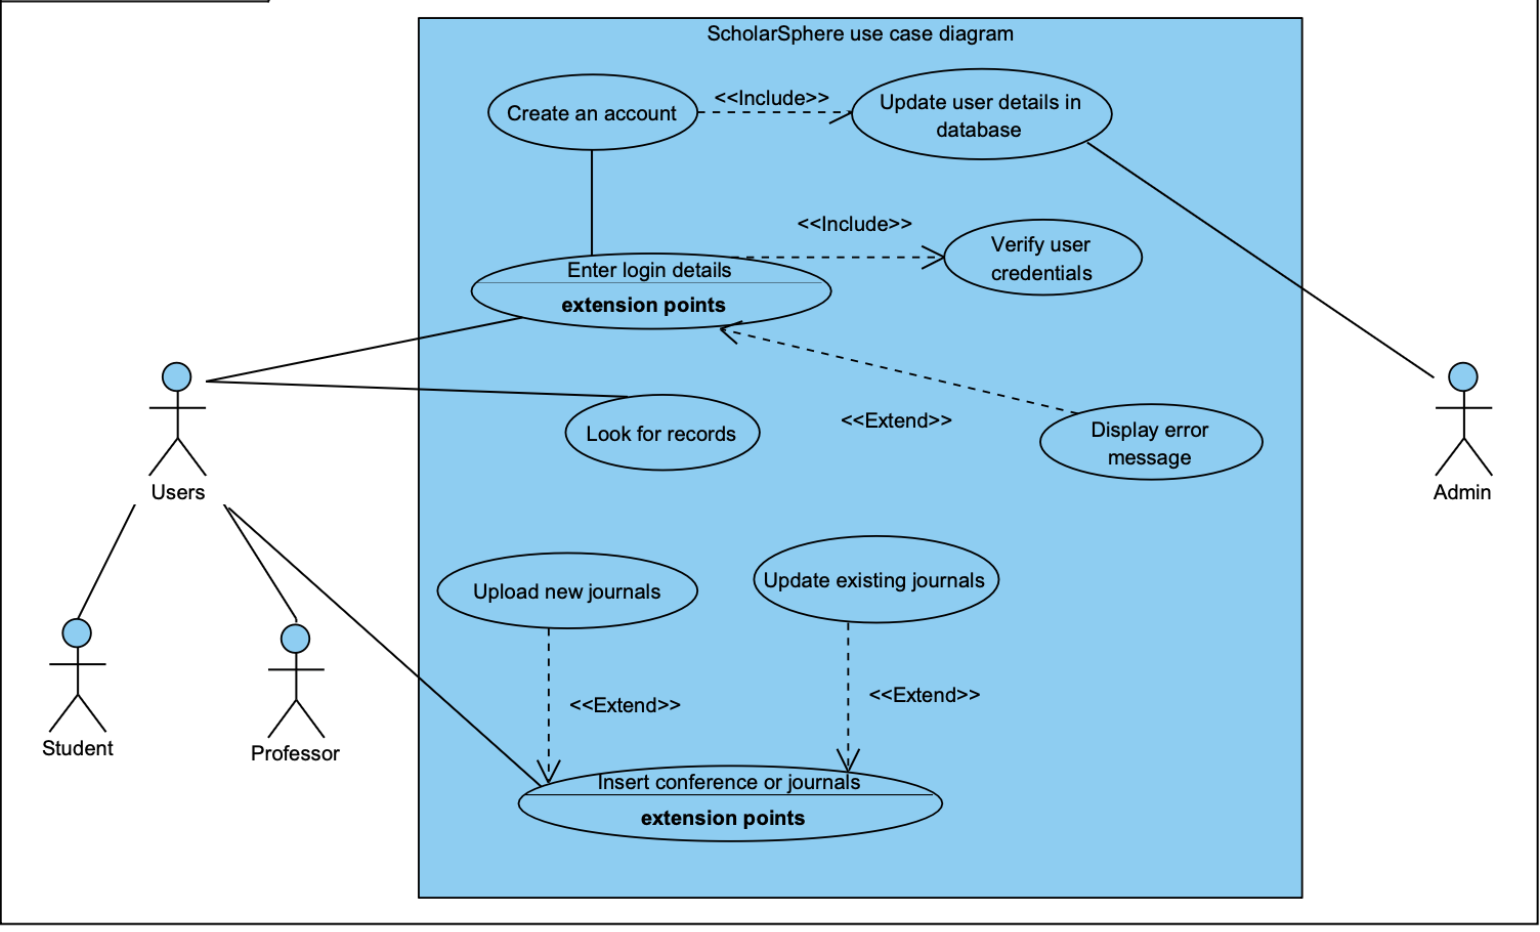 ScholarSphere use case diagram
Create an account
<<Include>>
Update user details in
database
<<Include>>
Verify user
credentials
Enter login details
extension points
Look for records
<<Extend>>
Display error
message
Users
Admin
Upload new journals
Update existing journals
<<Extend>>
<<Extend>>
Student
Professor
Insert conference or journals
extension points